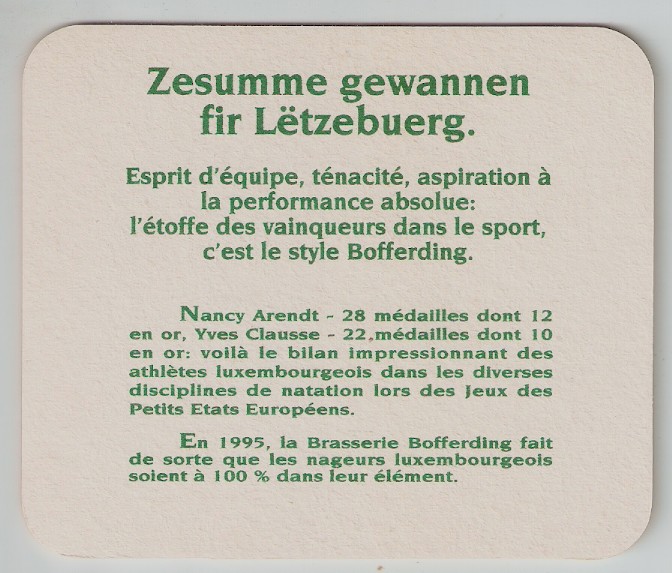 Zesumme gewannen
fir Lëtzebuerg.
Esprit d'équipe, ténacité, aspiration à
la performance absolue:
l'étoffe des vainqueurs dans le sport,
c'est le style Bofferding.
Nancy Arendt - 28 médailles dont 12
en or, Yves Clausse - 22 médailles dont 10
en or: voilà le bilan impressionnant des
athlètes luxembourgeois dans les diverses
disciplines de natation lors des Jeux des
Petits Etats Européens.
En 1995, la Brasserie Bofferding fait
de sorte que les nageurs luxembourgeois
soient à 100 % dans leur élément.